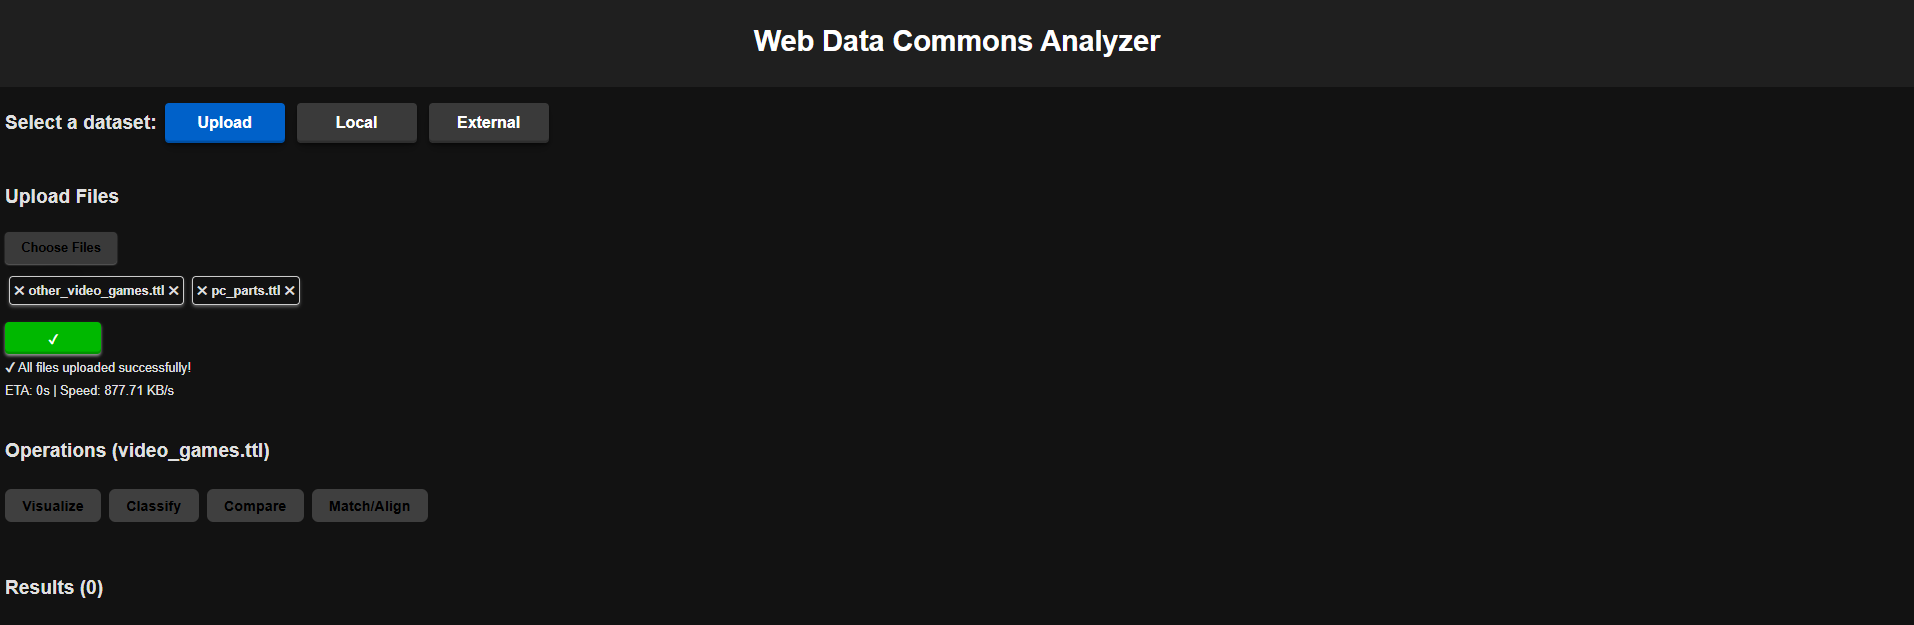 Web Data Commons Analyzer
Select a dataset: Upload Local External
Upload Files
Choose Files
✕ other_video_games.ttl ✕ ✕ pc_parts.ttl ✕
✓
✓ All files uploaded successfully!
ETA: 0s | Speed: 877.71 KB/s
Operations (video_games.ttl)
Visualize Classify Compare Match/Align
Results (0)